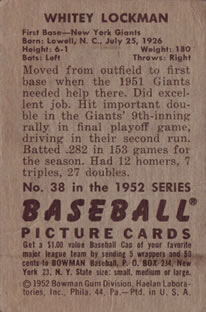 WHITEY LOCKMAN
First Base—New York Giants
Born: Lowell, N. C., July 25, 1926
Height: 6-1 Weight: 180
Bats: Left Throws: Right
Moved from outfield to first
base when the 1951 Giants
needed help there. Did excel-
lent job. Hit important dou-
ble in the Giants' 9th-inning
rally in final playoff game,
driving in their second run.
Batted .282 in 153 games for
the season. Had 12 homers, 7
triples, 27 doubles.
No. 38 in the 1952 SERIES
BASEBALL®
PICTURE CARDS
Get a $1.00 value Baseball Cap of your favorite
major league team by sending 5 wrappers and 50
cents to BOWMAN Baseball, P. O. BOX 234, NEW
YORK 23, N. Y. State size: small, medium or large.
©1952 Bowman Gum Division, Haelan Labora-
tories, Inc., Phila. 44, Pa.—Ptd. in U. S. A.